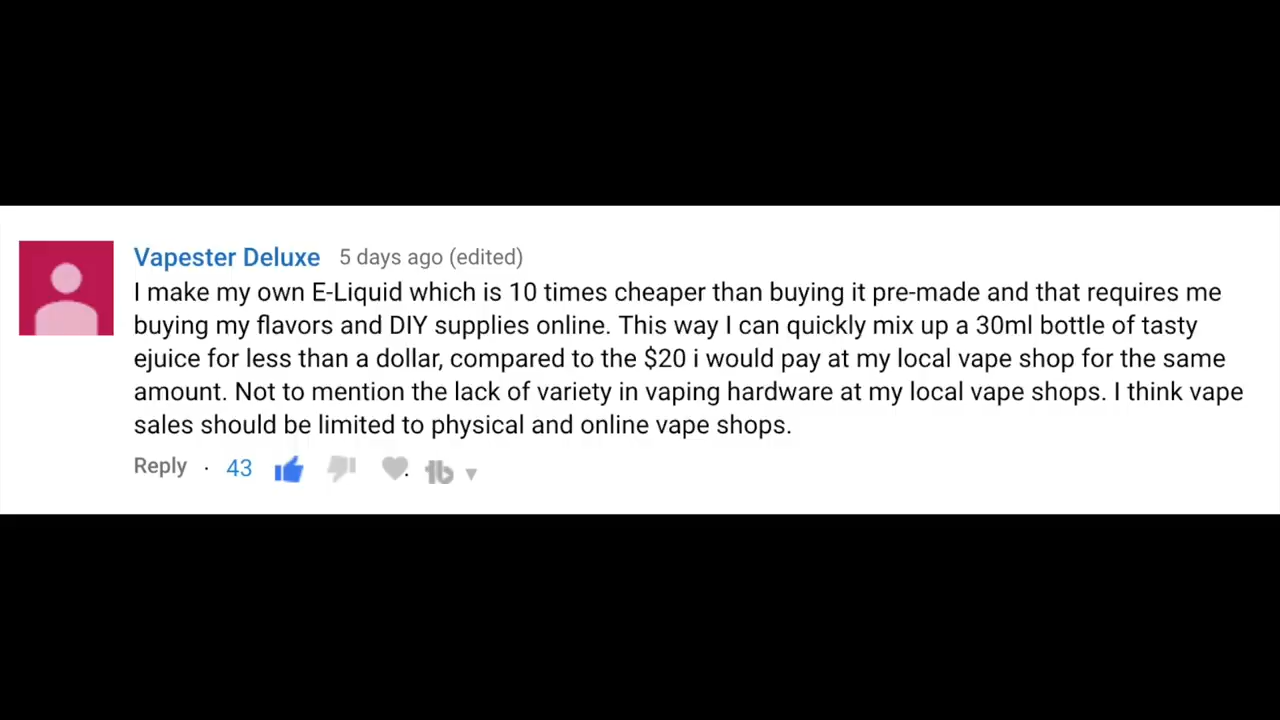 Vapester Deluxe 5 days ago (edited)
I make my own E-Liquid which is 10 times cheaper than buying it pre-made and that requires me
buying my flavors and DIY supplies online. This way I can quickly mix up a 30ml bottle of tasty
ejuice for less than a dollar, compared to the $20 i would pay at my local vape shop for the same
amount. Not to mention the lack of variety in vaping hardware at my local vape shops. I think vape
sales should be limited to physical and online vape shops.
Reply · 43 tb